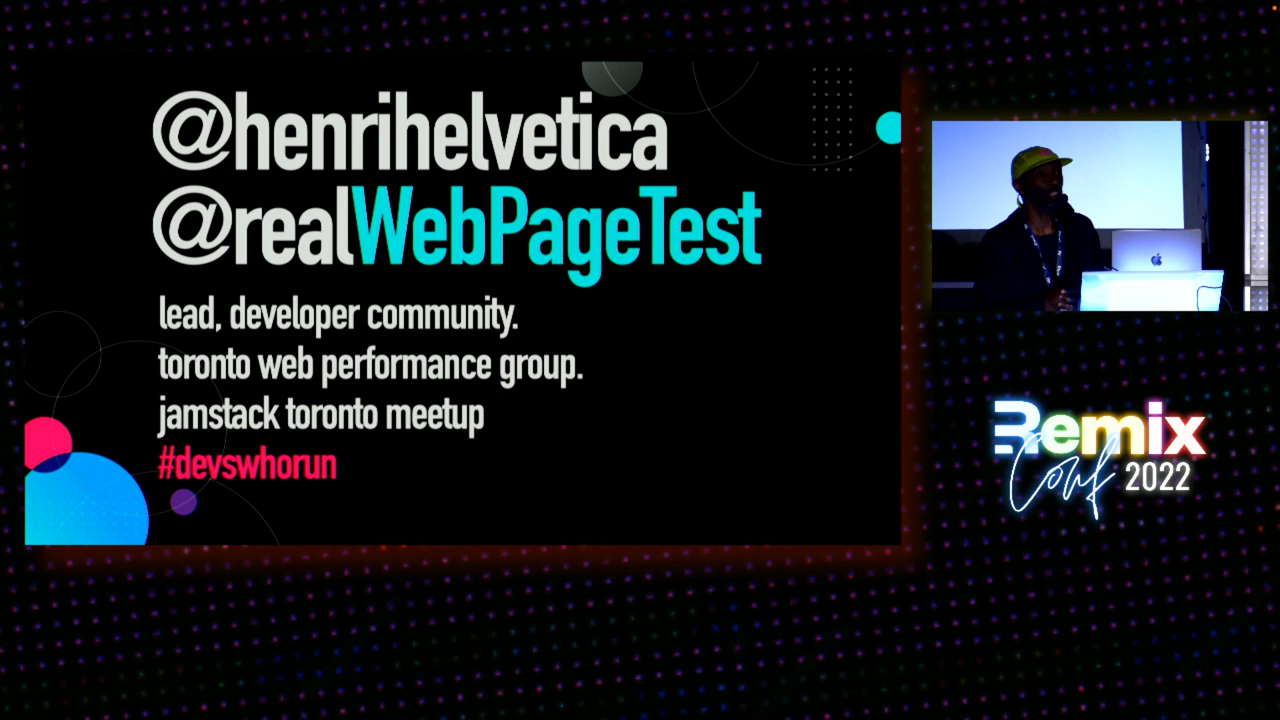 @henrihelvetica
@realWebPageTest
lead, developer community.
toronto web performance group.
jamstack toronto meetup
#devswhorun
Remix
Conf 2022